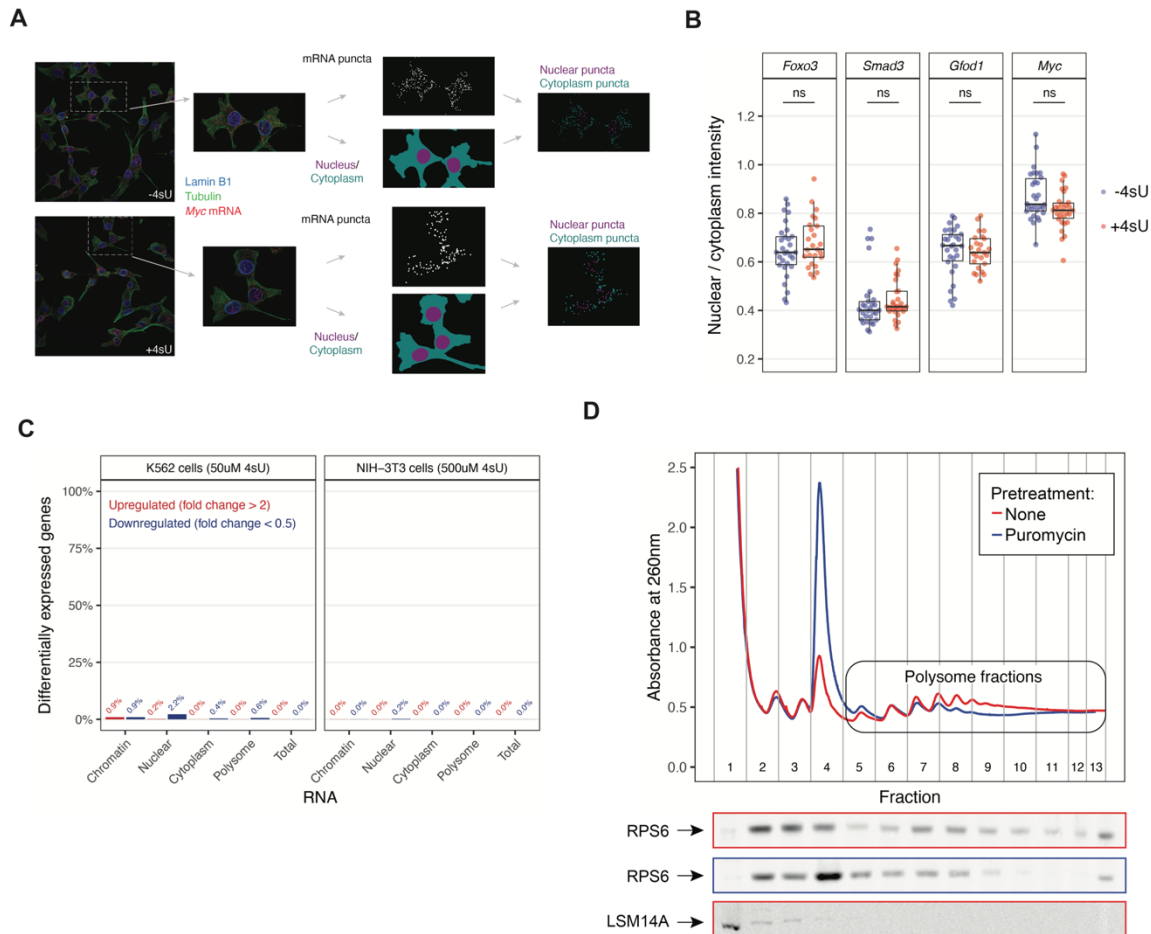 A
mRNA puncta
Nuclear puncta
Cytoplasm puncta
Nucleus/
Cytoplasm
-4sU
Lamin B1
Tubulin
Myc mRNA
mRNA puncta
Nuclear puncta
Cytoplasm puncta
Nucleus/
Cytoplasm
+4sU
B
Foxo3 Smad3 Gfod1 Myc
ns ns ns ns
Nuclear / cytoplasm intensity
1.2
1.0
0.8
0.6
0.4
0.2
-4sU
+4sU
C
K562 cells (50uM 4sU) NIH–3T3 cells (500uM 4sU)
Differentially expressed genes
100%
75%
50%
25%
0%
Upregulated (fold change > 2)
Downregulated (fold change < 0.5)
0.9% 0.9% 0.2% 2.2% 0.0% 0.4% 0.0% 0.6% 0.0% 0.0%
0.0% 0.0% 0.0% 0.2% 0.0% 0.0% 0.0% 0.0% 0.0% 0.0%
Chromatin Nuclear Cytoplasm Polysome Total
Chromatin Nuclear Cytoplasm Polysome Total
RNA
D
Absorbance at 260nm
2.5
2.0
1.5
1.0
0.5
0.0
Pretreatment:
None
Puromycin
Polysome fractions
1 2 3 4 5 6 7 8 9 10 11 12 13
Fraction
RPS6
RPS6
LSM14A